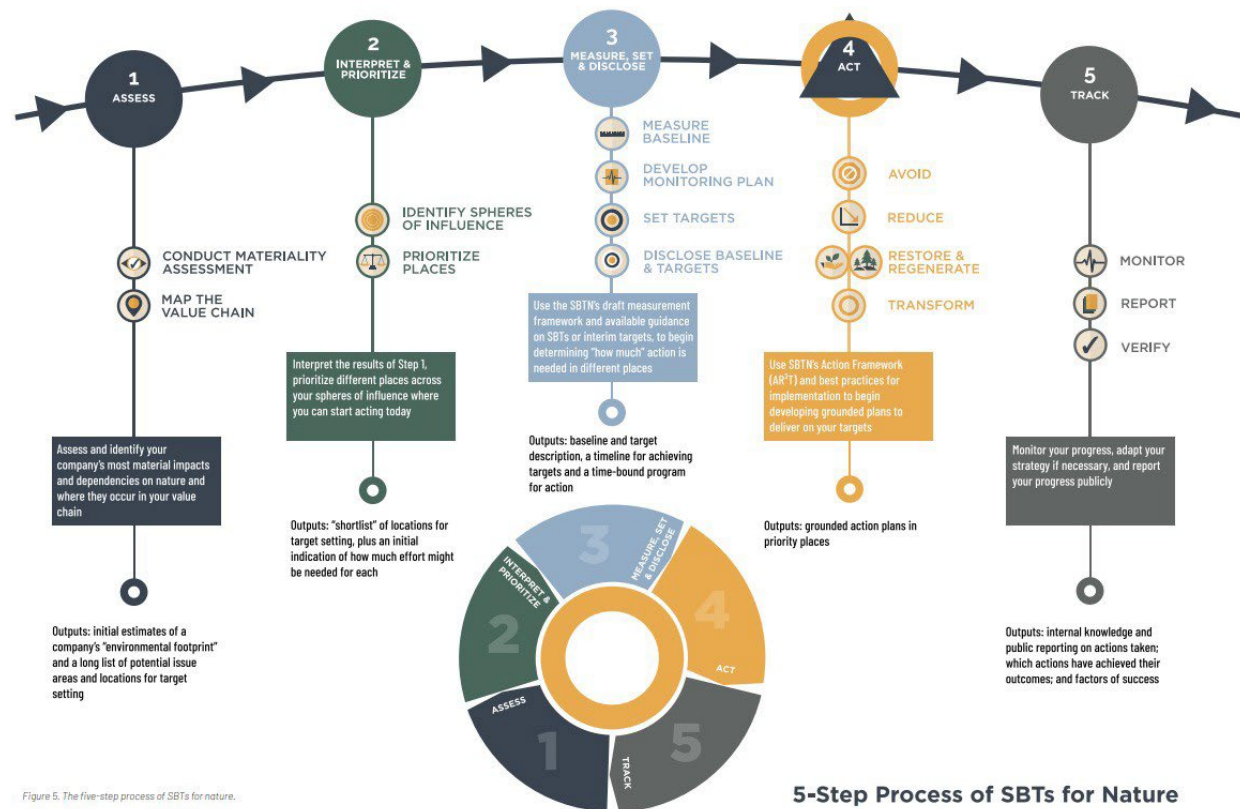 1
ASSESS
2
INTERPRET &
PRIORITIZE
3
MEASURE, SET
& DISCLOSE
4
ACT
5
TRACK
CONDUCT MATERIALITY
ASSESSMENT
MAP THE
VALUE CHAIN
Assess and identify your
company's most material impacts
and dependencies on nature and
where they occur in your value
chain
Outputs: initial estimates of a
company's "environmental footprint"
and a long list of potential issue
areas and locations for target
setting
IDENTIFY SPHERES
OF INFLUENCE
PRIORITIZE
PLACES
Interpret the results of Step 1,
prioritize different places across
your spheres of influence where
you can start acting today
Outputs: "shortlist" of locations for
target setting, plus an initial
indication of how much effort might
be needed for each
MEASURE
BASELINE
DEVELOP
MONITORING PLAN
SET TARGETS
DISCLOSE BASELINE
& TARGETS
Use the SBTN's draft measurement
framework and available guidance
on SBTs or interim targets, to begin
determining "how much" action is
needed in different places
Outputs: baseline and target
description, a timeline for achieving
targets and a time-bound program
for action
AVOID
REDUCE
RESTORE &
REGENERATE
TRANSFORM
Use SBTN's Action Framework
(AR³T) and best practices for
implementation to begin
developing grounded plans to
deliver on your targets
Outputs: grounded action plans in
priority places
MONITOR
REPORT
VERIFY
Monitor your progress, adapt your
strategy if necessary, and report
your progress publicly
Outputs: internal knowledge and
public reporting on actions taken;
which actions have achieved their
outcomes; and factors of success
1
ASSESS
2
INTERPRET &
PRIORITIZE
3
MEASURE, SET
& DISCLOSE
4
ACT
5
TRACK
Figure 5. The five-step process of SBTs for nature.
5-Step Process of SBTs for Nature